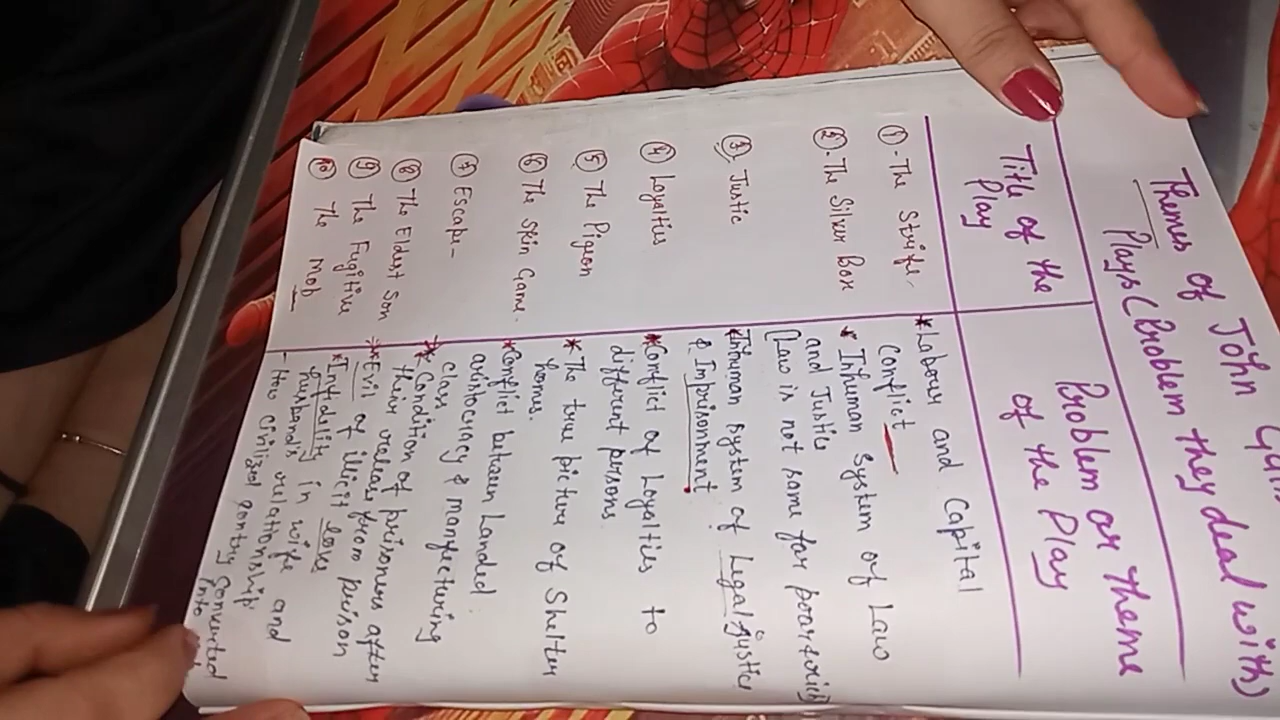 Themes of John
Plays (Problem they deal with)
Title of the
Play
Problem or Theme
of the Play
① - The Strife -
* Labour and Capital
Conflict
② - The Silver Box
* Inhuman System of Law
and Justice
(Law is not same for poor & rich)
③ Justic
* Inhuman System of Legal Justice
& Imprisonment
④ Loyalties
* Conflict of Loyalties to
different persons
⑤ The Pigeon
* The true picture of Shelter
homes.
⑥ The Skin Game.
* Conflict between Landed
aristocracy & manufecturing
class
⑦ Escape -
* Condition of prisoners after
their release from prison
⑧ The Eldest Son
* Evil of illicit love
⑨ The Fugitive
* Infidelity in wife and
husband's relationship
⑩ The Mob
- How civilized converted
into